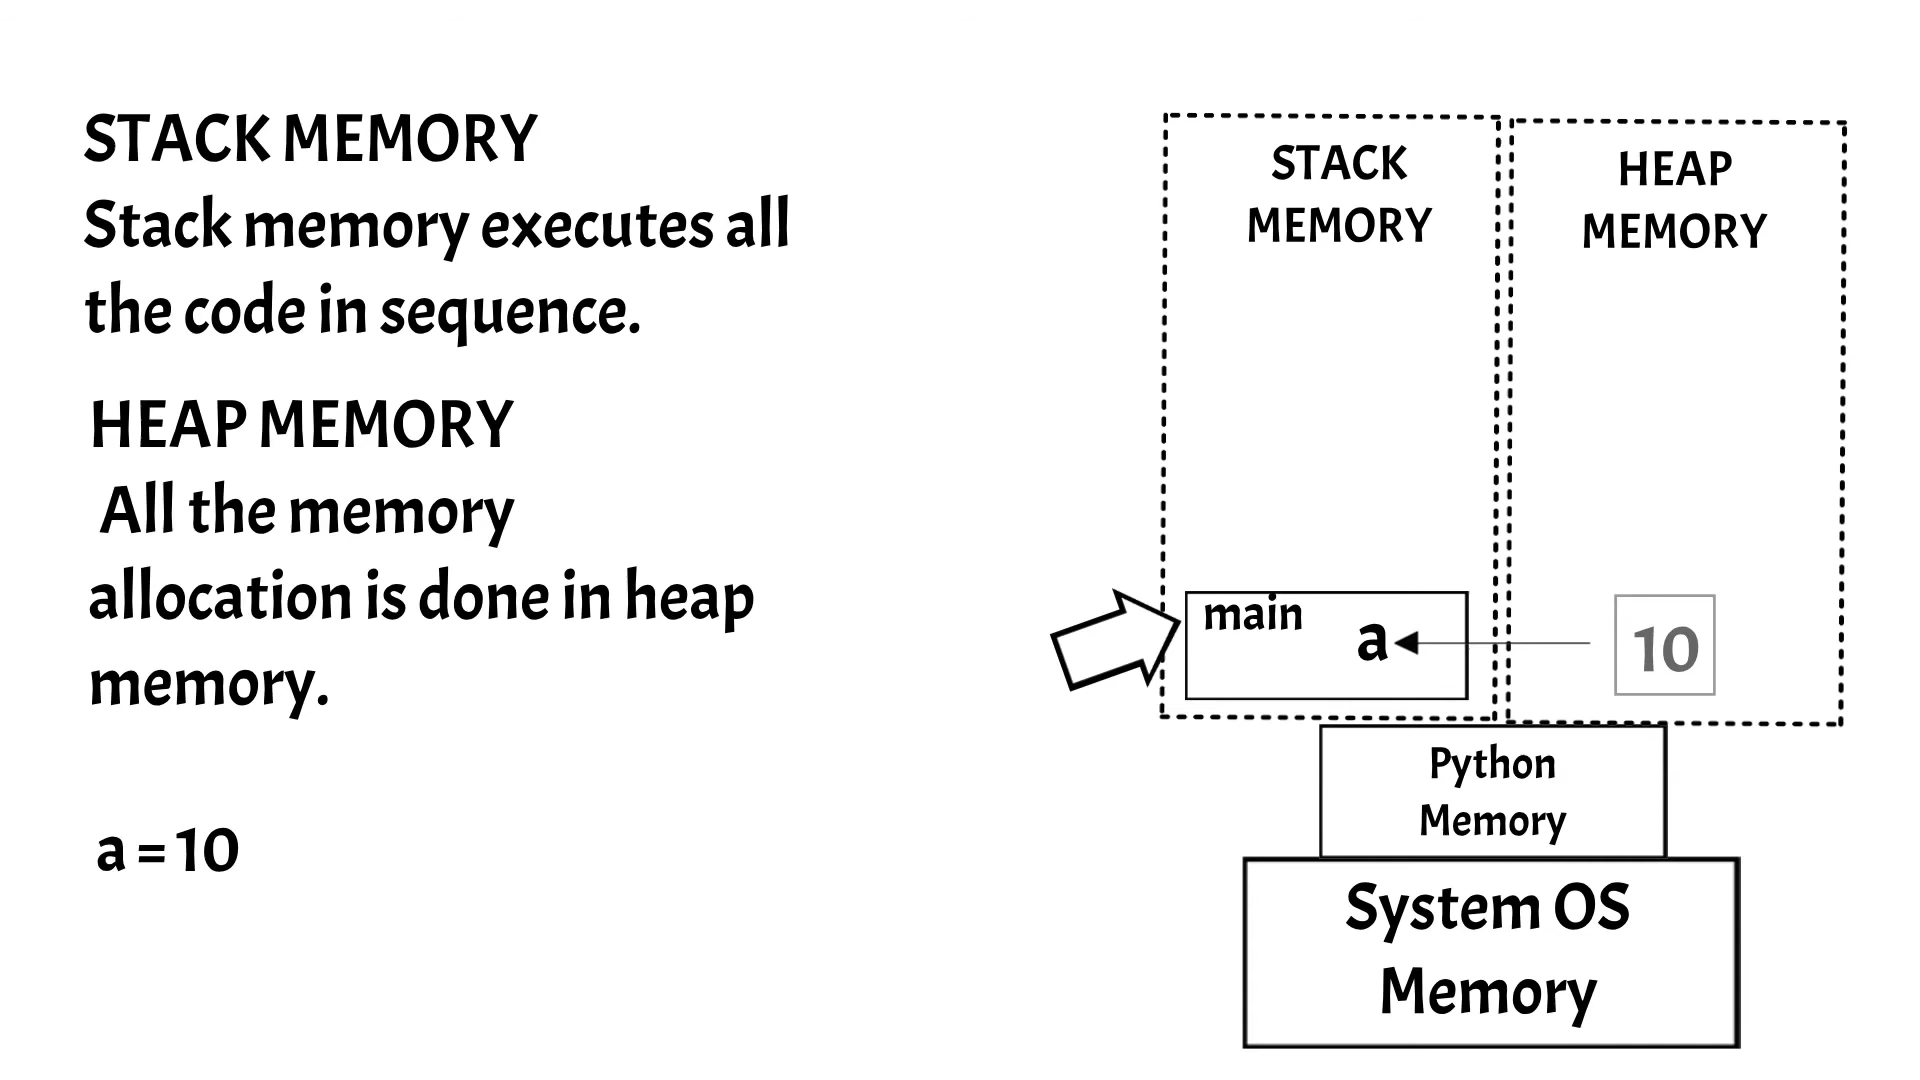 STACK MEMORY
Stack memory executes all
the code in sequence.
HEAP MEMORY
All the memory
allocation is done in heap
memory.
a = 10
STACK
MEMORY
HEAP
MEMORY
main
a
10
Python
Memory
System OS
Memory